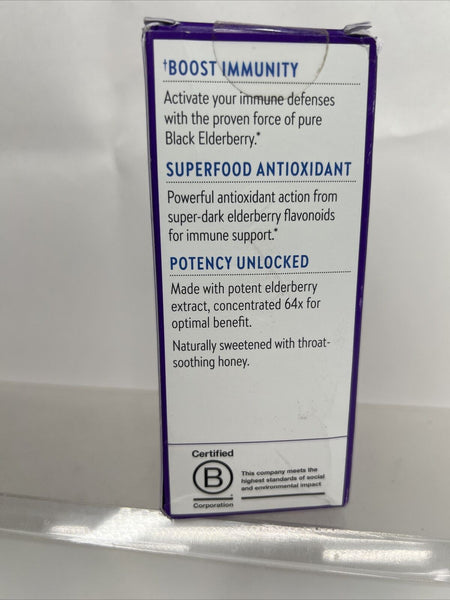 †BOOST IMMUNITY
Activate your immune defenses
with the proven force of pure
Black Elderberry.*
SUPERFOOD ANTIOXIDANT
Powerful antioxidant action from
super-dark elderberry flavonoids
for immune support.*
POTENCY UNLOCKED
Made with potent elderberry
extract, concentrated 64x for
optimal benefit.
Naturally sweetened with throat-
soothing honey.
Certified
B
Corporation
This company meets the
highest standards of social
and environmental impact